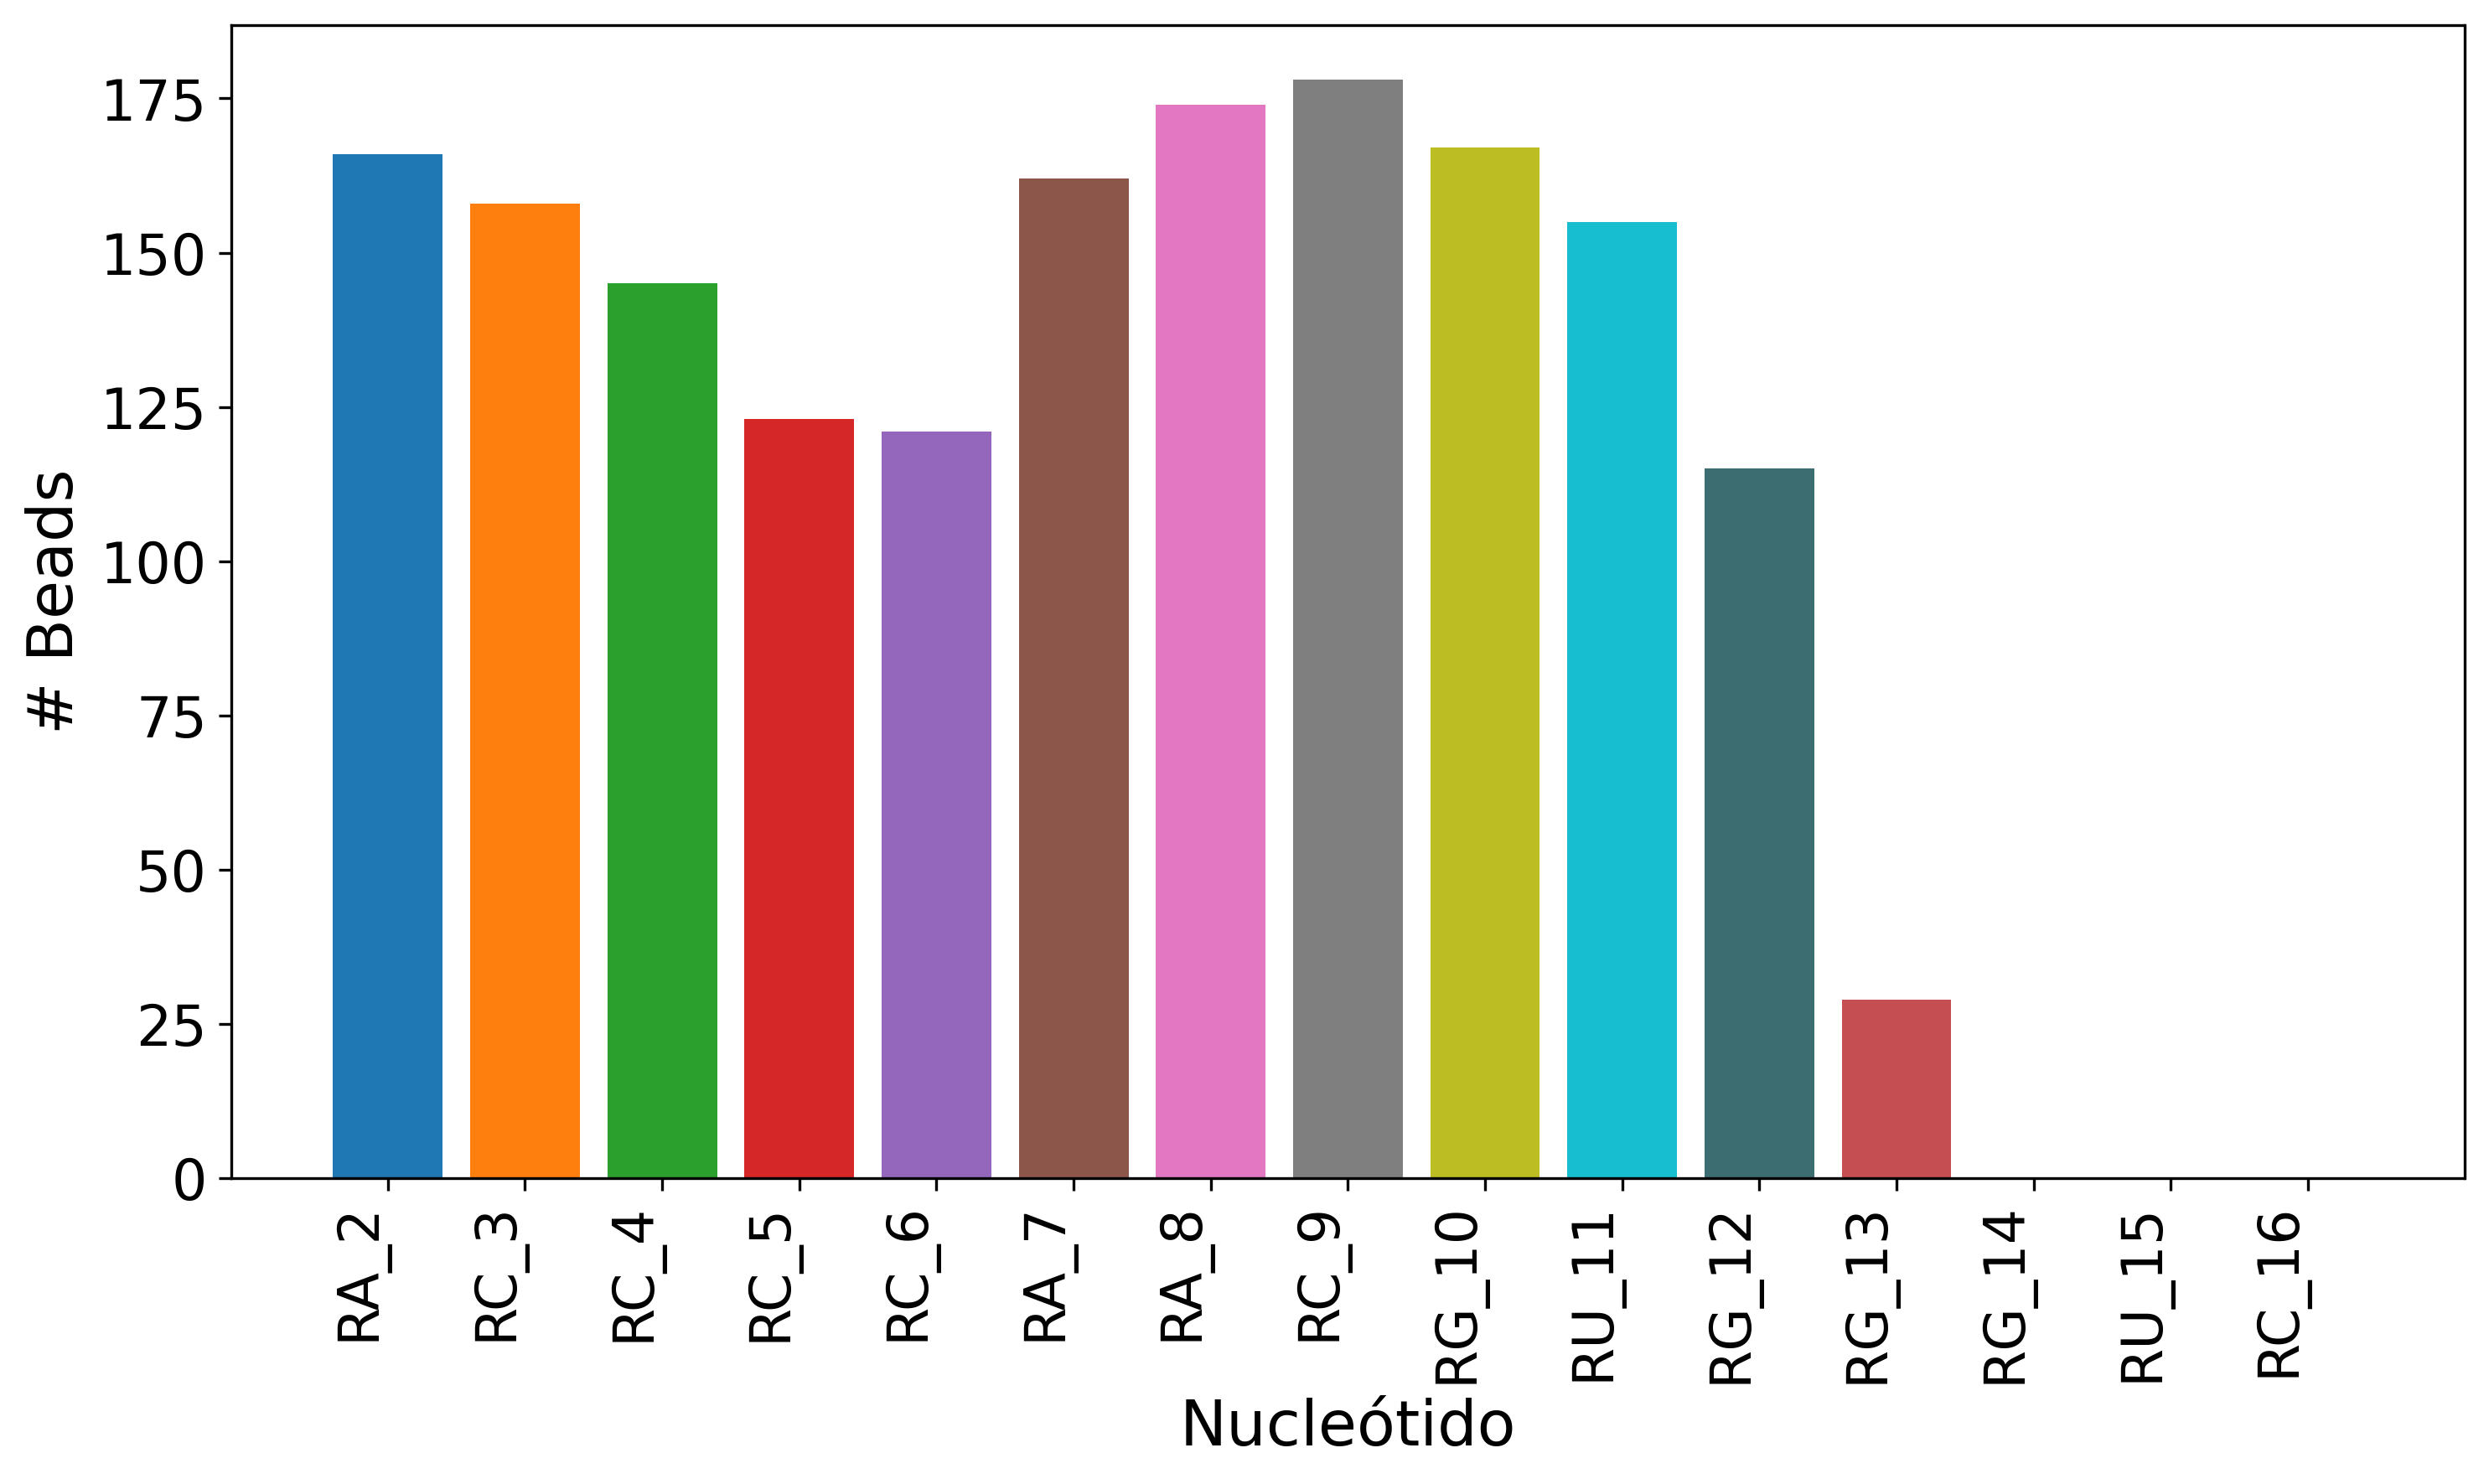 # Beads
175
150
125
100
75
50
25
0
RA_2
RC_3
RC_4
RC_5
RC_6
RA_7
RA_8
RC_9
RG_10
RU_11
RG_12
RG_13
RG_14
RU_15
RC_16
Nucleótido